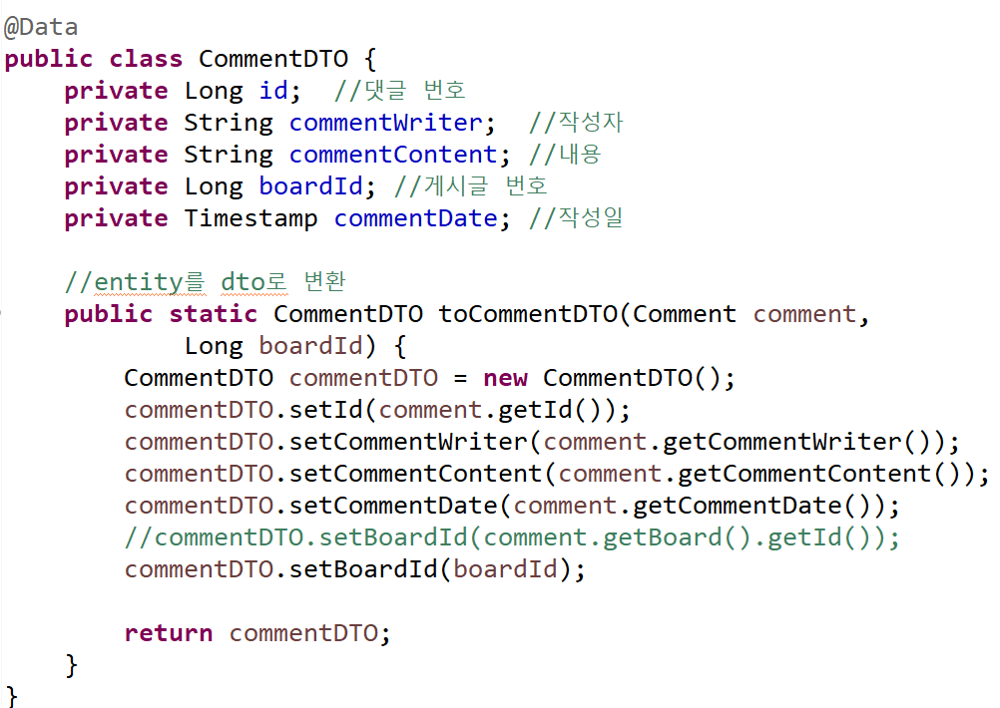 @Data
public class CommentDTO {
    private Long id;  //댓글 번호
    private String commentWriter;  //작성자
    private String commentContent; //내용
    private Long boardId; //게시글 번호
    private Timestamp commentDate; //작성일
    //entity를 dto로 변환
    public static CommentDTO toCommentDTO(Comment comment,
            Long boardId) {
        CommentDTO commentDTO = new CommentDTO();
        commentDTO.setId(comment.getId());
        commentDTO.setCommentWriter(comment.getCommentWriter());
        commentDTO.setCommentContent(comment.getCommentContent());
        commentDTO.setCommentDate(comment.getCommentDate());
        //commentDTO.setBoardId(comment.getBoard().getId());
        commentDTO.setBoardId(boardId);
        return commentDTO;
    }
}